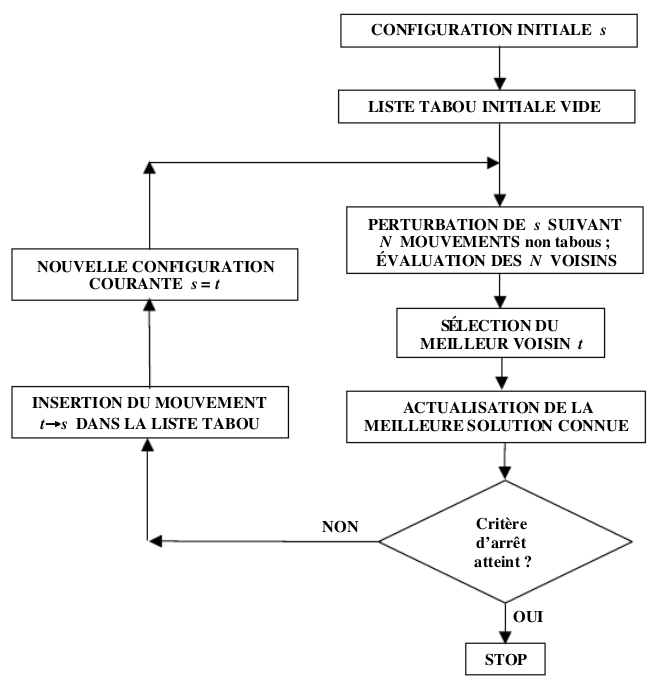 CONFIGURATION INITIALE s
LISTE TABOU INITIALE VIDE
PERTURBATION DE s SUIVANT
N MOUVEMENTS non tabous ;
ÉVALUATION DES N VOISINS
SÉLECTION DU
MEILLEUR VOISIN t
ACTUALISATION DE LA
MEILLEURE SOLUTION CONNUE
Critère
d'arrêt
atteint ?
NON
INSERTION DU MOUVEMENT
t→s DANS LA LISTE TABOU
NOUVELLE CONFIGURATION
COURANTE s = t
OUI
STOP